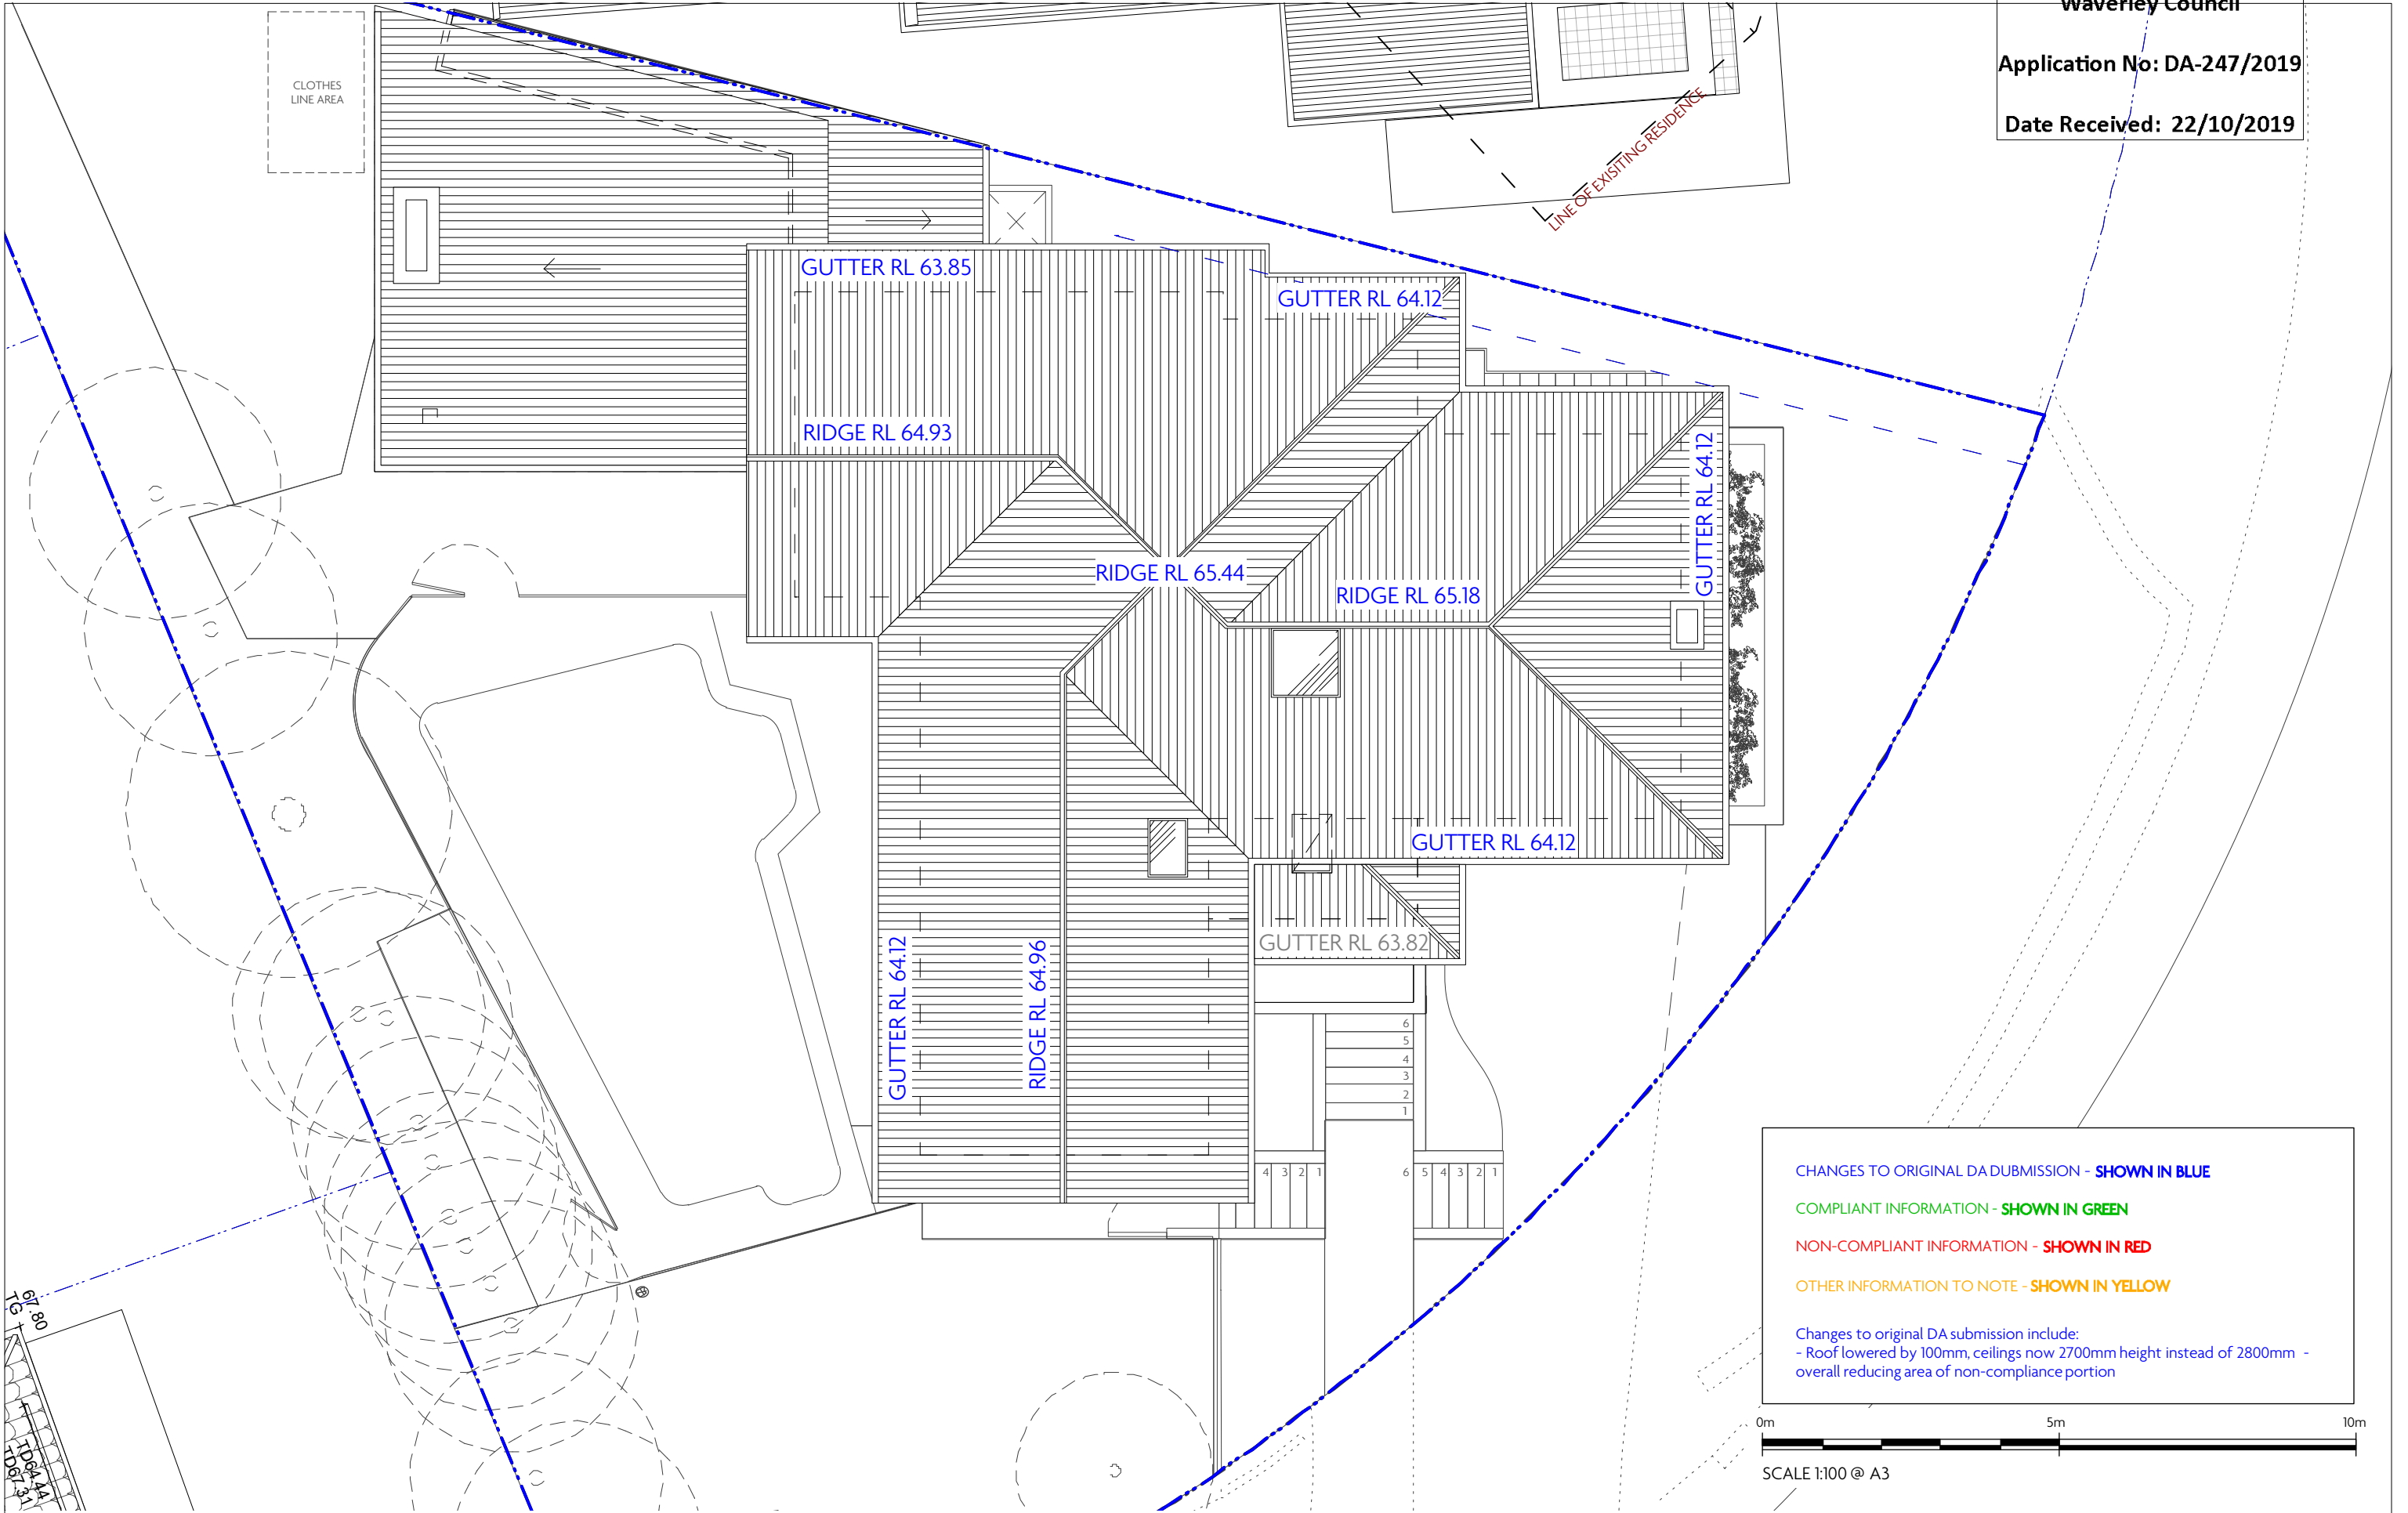 Waverley Council
Application No: DA-247/2019
Date Received: 22/10/2019
CLOTHES
LINE AREA
LINE OF EXISITING RESIDENCE
GUTTER RL 63.85
GUTTER RL 64.12
RIDGE RL 64.93
GUTTER RL 64.12
RIDGE RL 65.44
RIDGE RL 65.18
GUTTER RL 64.12
GUTTER RL 63.82
GUTTER RL 64.12
RIDGE RL 64.96
6
5
4
3
2
1
4 3 2 1
6 5 4 3 2 1
CHANGES TO ORIGINAL DA DUBMISSION - SHOWN IN BLUE
COMPLIANT INFORMATION - SHOWN IN GREEN
NON-COMPLIANT INFORMATION - SHOWN IN RED
OTHER INFORMATION TO NOTE - SHOWN IN YELLOW
Changes to original DA submission include:
- Roof lowered by 100mm, ceilings now 2700mm height instead of 2800mm -
overall reducing area of non-compliance portion
67.80
TG
TD64.44
TD67.31
0m 5m 10m
SCALE 1:100 @ A3